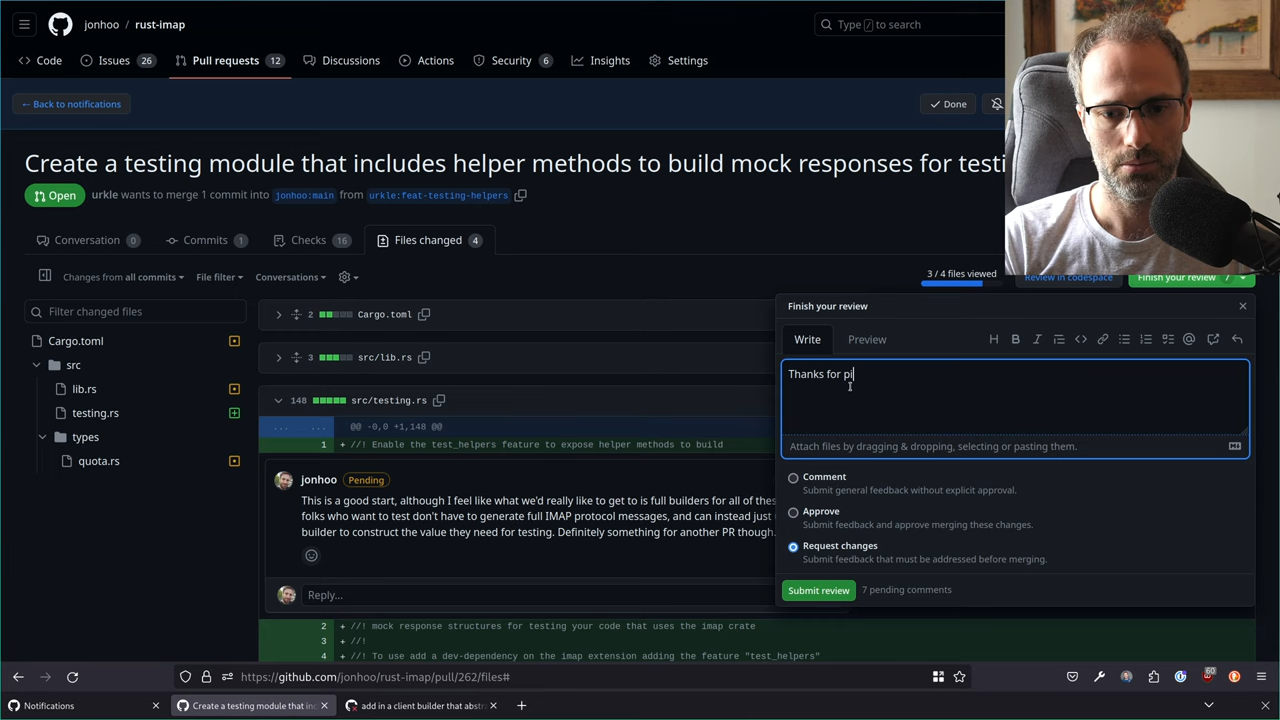 jonhoo / rust-imap
Type / to search
Code
Issues 26
Pull requests 12
Discussions
Actions
Security 6
Insights
Settings
← Back to notifications
Done
Create a testing module that includes helper methods to build mock responses for testi
Open
urkle wants to merge 1 commit into jonhoo:main from urkle:feat-testing-helpers
Conversation 0
Commits 1
Checks 16
Files changed 4
Changes from all commits
File filter
Conversations
3 / 4 files viewed
Review in codespace
Finish your review 7
Filter changed files
Cargo.toml
src
lib.rs
testing.rs
types
quota.rs
2 Cargo.toml
3 src/lib.rs
148 src/testing.rs
... ... @@ -0,0 +1,148 @@
1 + //! Enable the test_helpers feature to expose helper methods to build
jonhoo Pending
This is a good start, although I feel like what we'd really like to get to is full builders for all of these
folks who want to test don't have to generate full IMAP protocol messages, and can instead just
builder to construct the value they need for testing. Definitely something for another PR though.
Reply...
2 + //! mock response structures for testing your code that uses the imap crate
3 + //!
4 + //! To use add a dev-dependency on the imap extension adding the feature "test_helpers"
Finish your review
Write
Preview
Thanks for pi
Attach files by dragging & dropping, selecting or pasting them.
Comment
Submit general feedback without explicit approval.
Approve
Submit feedback and approve merging these changes.
Request changes
Submit feedback that must be addressed before merging.
Submit review
7 pending comments
https://github.com/jonhoo/rust-imap/pull/262/files#
60
Notifications
Create a testing module that inc
add in a client builder that abstr